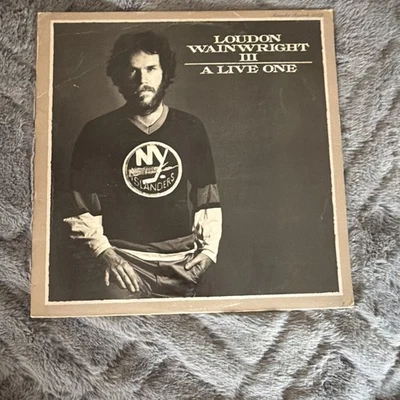 LOUDON
WAINWRIGHT
III
A LIVE ONE
NY
ISLANDERS